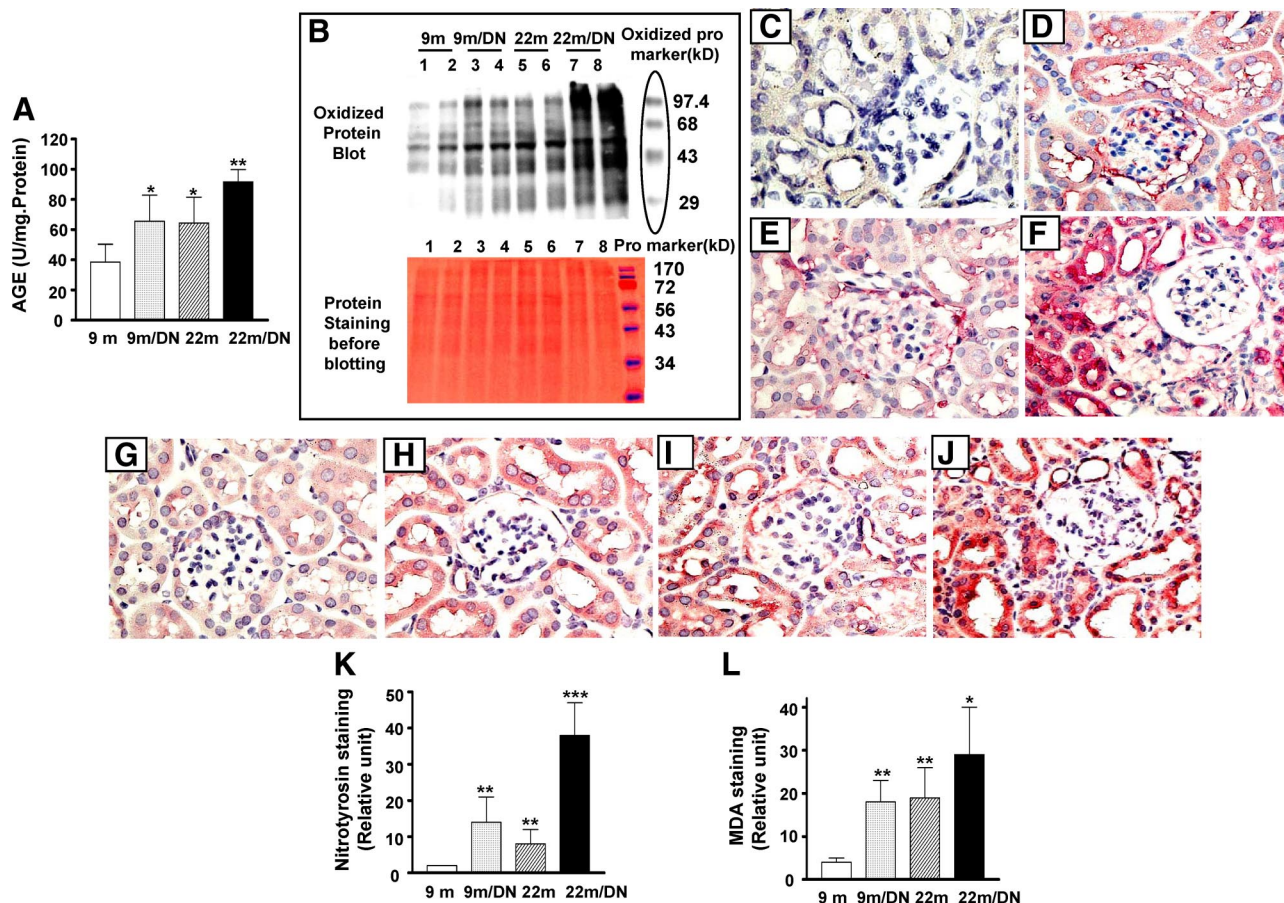 A
AGE (U/mg.Protein)
120
100
80
60
40
20
0
*
*
**
9 m
9m/DN
22m
22m/DN
B
9m 9m/DN 22m 22m/DN
1 2 3 4 5 6 7 8
Oxidized pro
marker(kD)
Oxidized
Protein
Blot
97.4
68
43
29
1 2 3 4 5 6 7 8
Pro marker(kD)
Protein
Staining
before
blotting
170
72
56
43
34
C
D
E
F
G
H
I
J
K
Nitrotyrosin staining
(Relative unit)
50
40
30
20
10
0
**
**
***
9 m
9m/DN
22m
22m/DN
L
MDA staining
(Relative unit)
40
30
20
10
0
**
**
*
9 m
9m/DN
22m
22m/DN